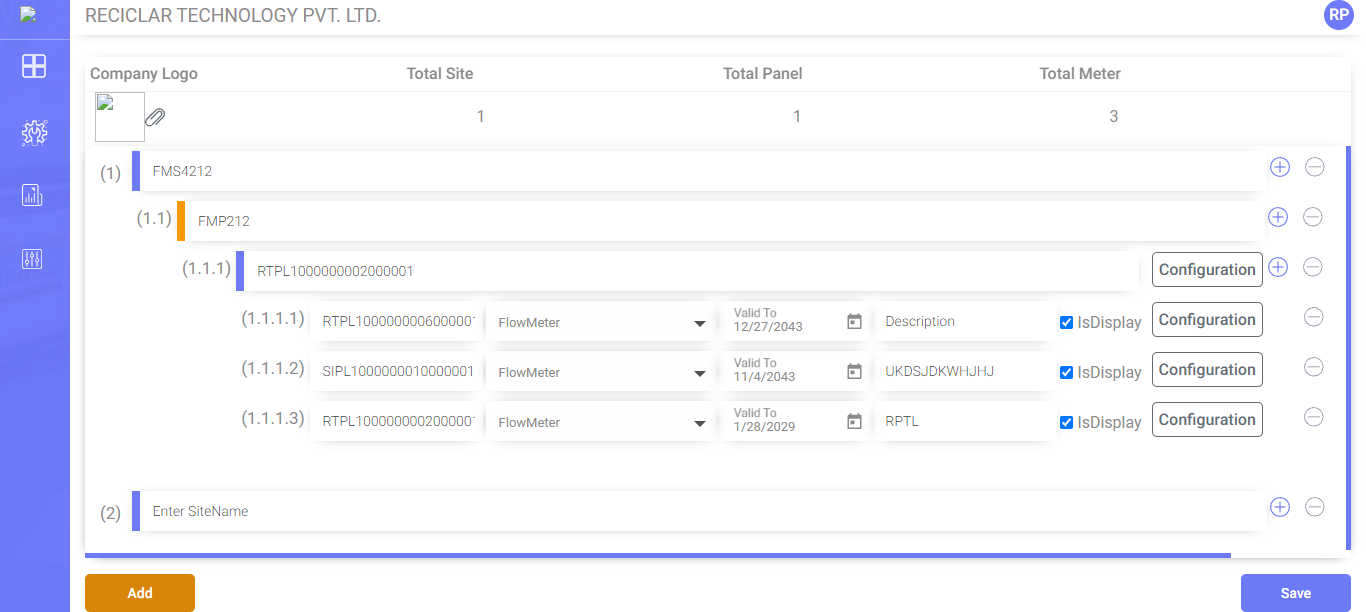 RECICLAR TECHNOLOGY PVT. LTD.
RP
Company Logo Total Site Total Panel Total Meter
1 1 3
(1) FMS4212
(1.1) FMP212
(1.1.1) RTPL1000000002000001 Configuration
(1.1.1.1) FlowMeter Valid To 12/27/2043 Description IsDisplay Configuration
(1.1.1.2) SIPL1000000010000001 FlowMeter Valid To 11/4/2043 UKDSJDKWHJHJ IsDisplay Configuration
(1.1.1.3) FlowMeter Valid To 1/28/2029 RPTL IsDisplay Configuration
(2) Enter SiteName
Add Save